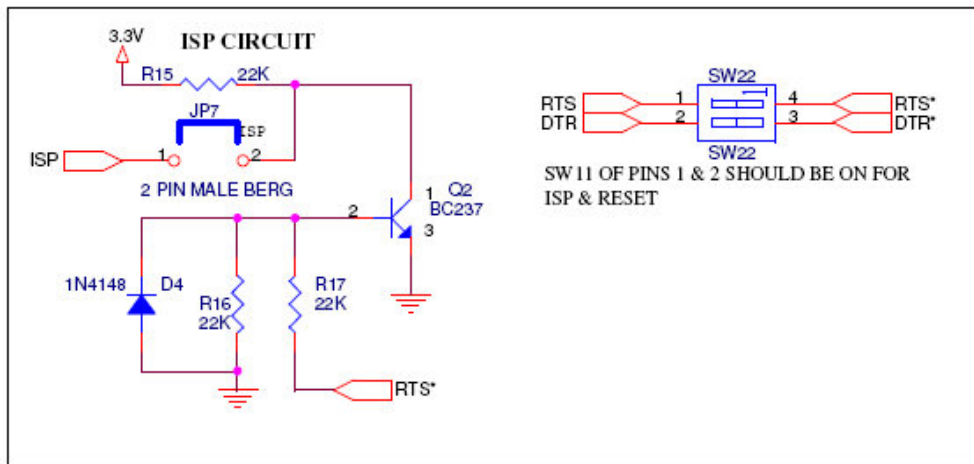 ISP CIRCUIT
3.3V
R15 22K
JP7
ISP
ISP 1 2
2 PIN MALE BERG
1
Q2
BC237
2
3
1N4148 D4
R16
22K
R17
22K
RTS*
SW22
RTS 1 4 RTS*
DTR 2 3 DTR*
SW22
SW11 OF PINS 1 & 2 SHOULD BE ON FOR
ISP & RESET